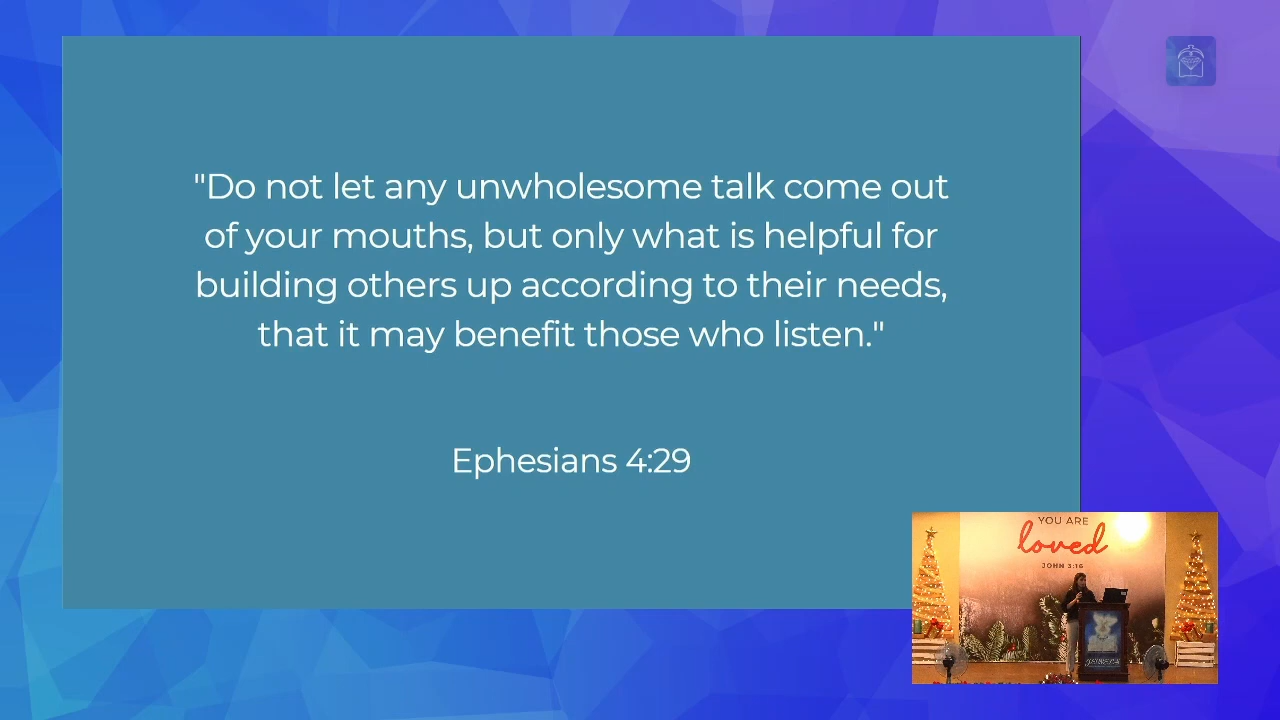 "Do not let any unwholesome talk come out
of your mouths, but only what is helpful for
building others up according to their needs,
that it may benefit those who listen."
Ephesians 4:29
YOU ARE
loved
JOHN 3:16